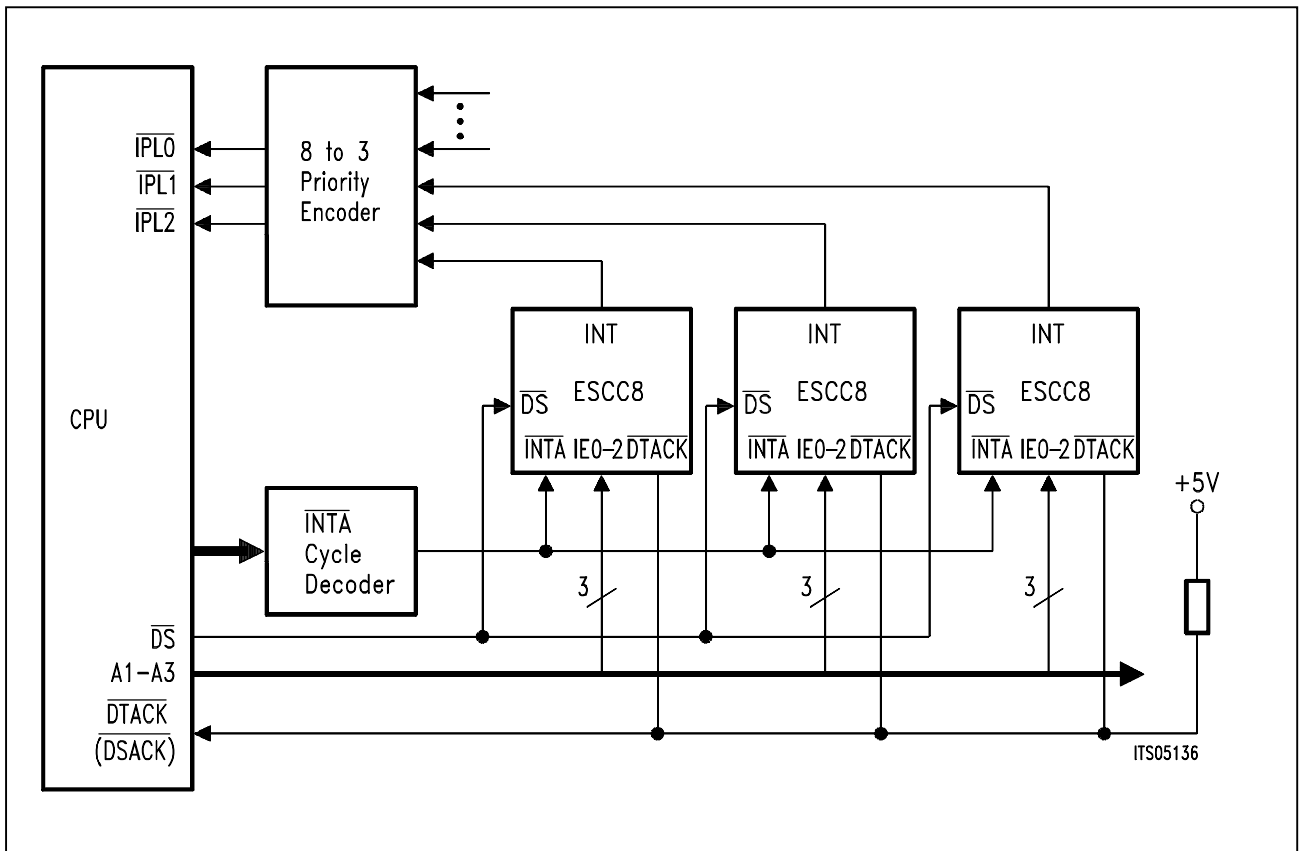 CPU
IPL0
IPL1
IPL2
8 to 3
Priority
Encoder
INT
ESCC8
DS
INTA IE0-2 DTACK
INT
ESCC8
DS
INTA IE0-2 DTACK
INT
ESCC8
DS
INTA IE0-2 DTACK
+5V
INTA
Cycle
Decoder
3
3
3
DS
A1-A3
DTACK
(DSACK)
ITS05136